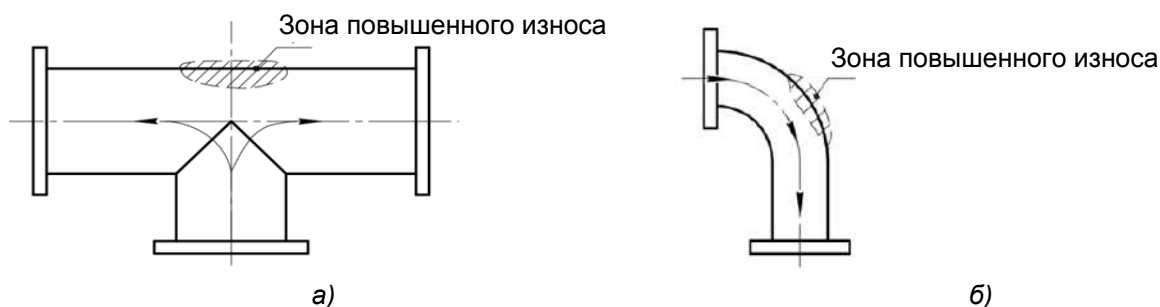 Зона повышенного износа
Зона повышенного износа
а)
б)